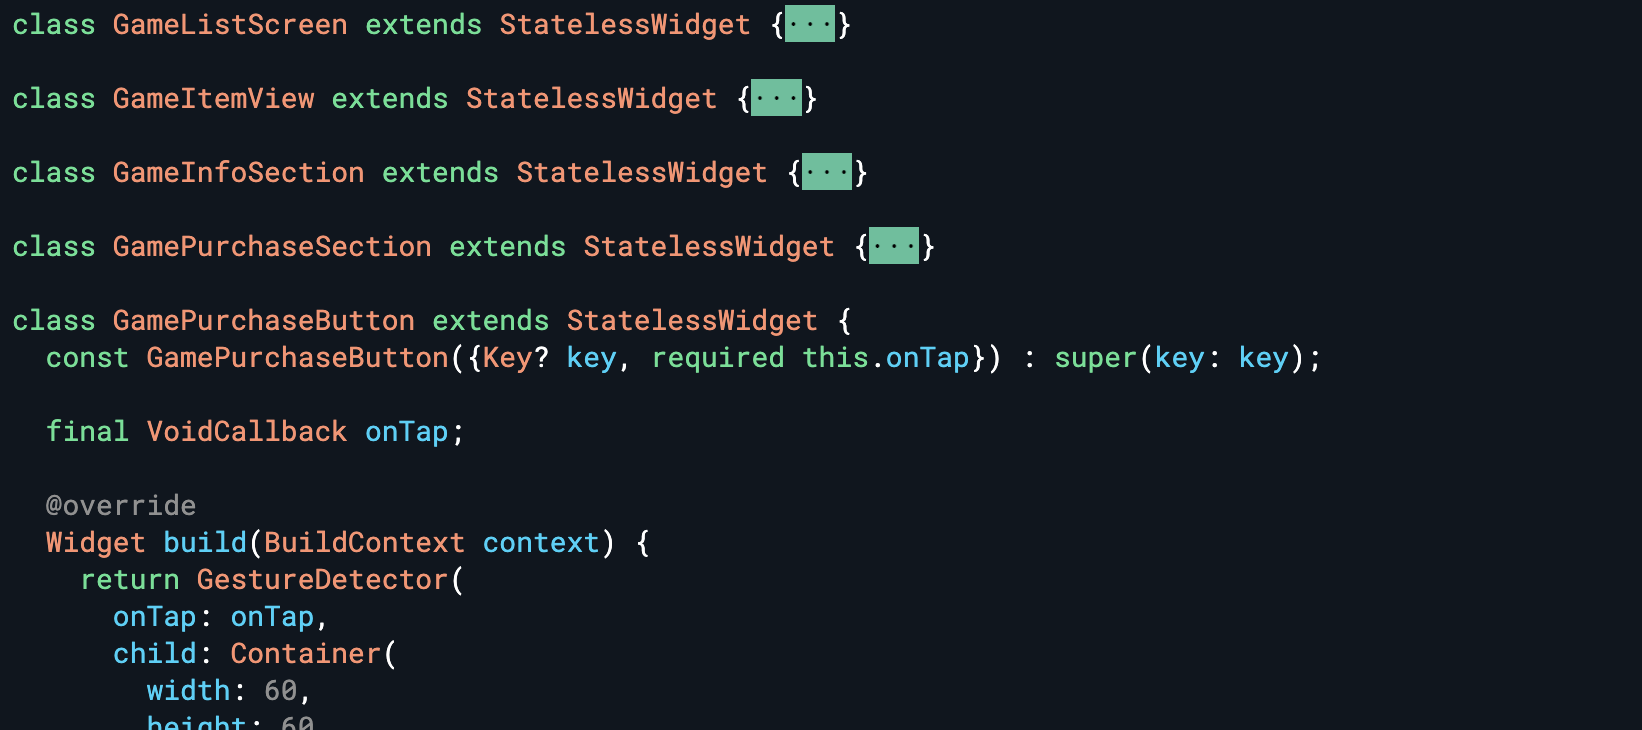 class GameListScreen extends StatelessWidget {···}
class GameItemView extends StatelessWidget {···}
class GameInfoSection extends StatelessWidget {···}
class GamePurchaseSection extends StatelessWidget {···}
class GamePurchaseButton extends StatelessWidget {
  const GamePurchaseButton({Key? key, required this.onTap}) : super(key: key);
  final VoidCallback onTap;
  @override
  Widget build(BuildContext context) {
    return GestureDetector(
      onTap: onTap,
      child: Container(
        width: 60,
        height: 60